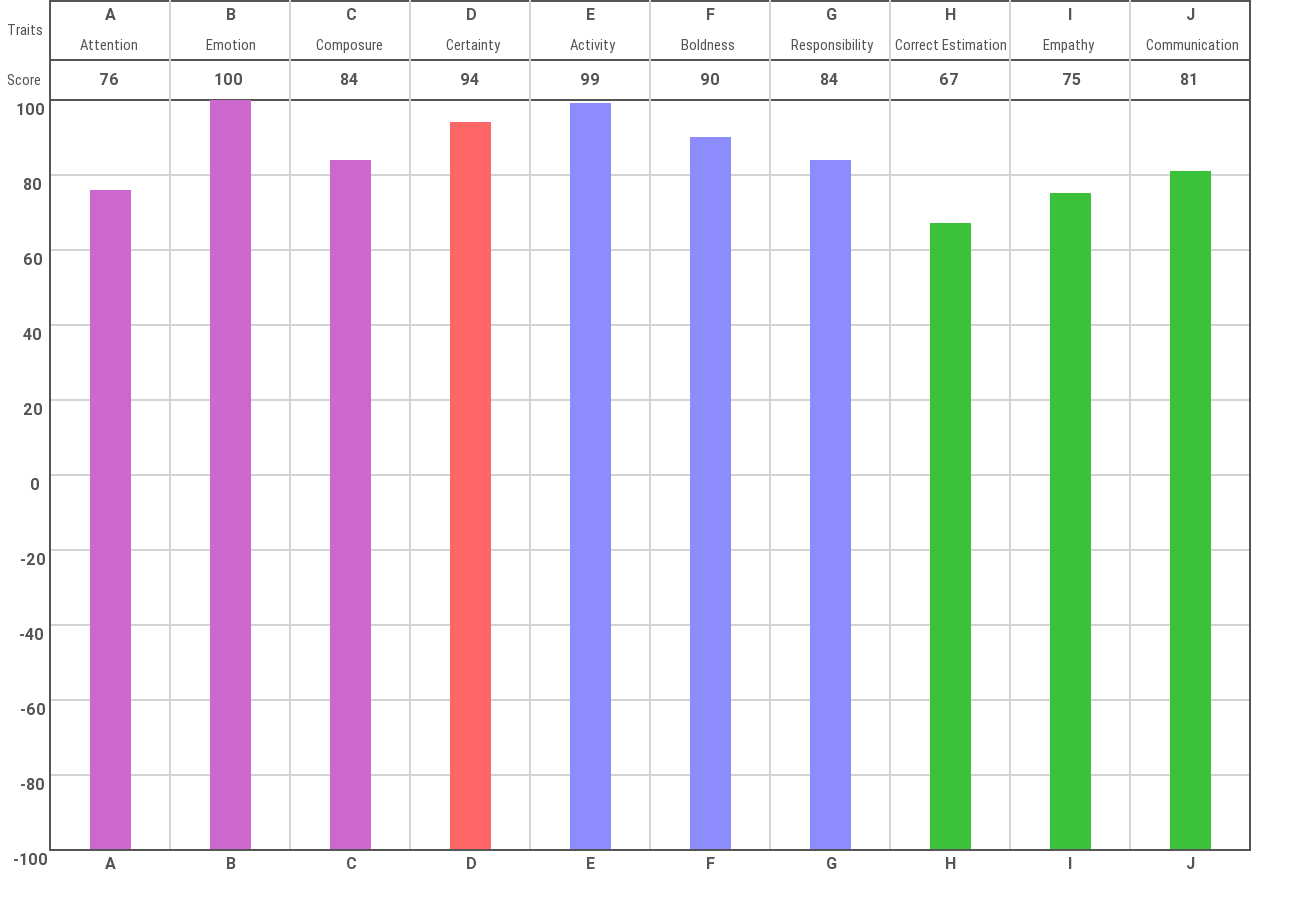 Traits A B C D E F G H I J
Attention Emotion Composure Certainty Activity Boldness Responsibility Correct Estimation Empathy Communication
Score 76 100 84 94 99 90 84 67 75 81
100
80
60
40
20
0
-20
-40
-60
-80
-100
A B C D E F G H I J